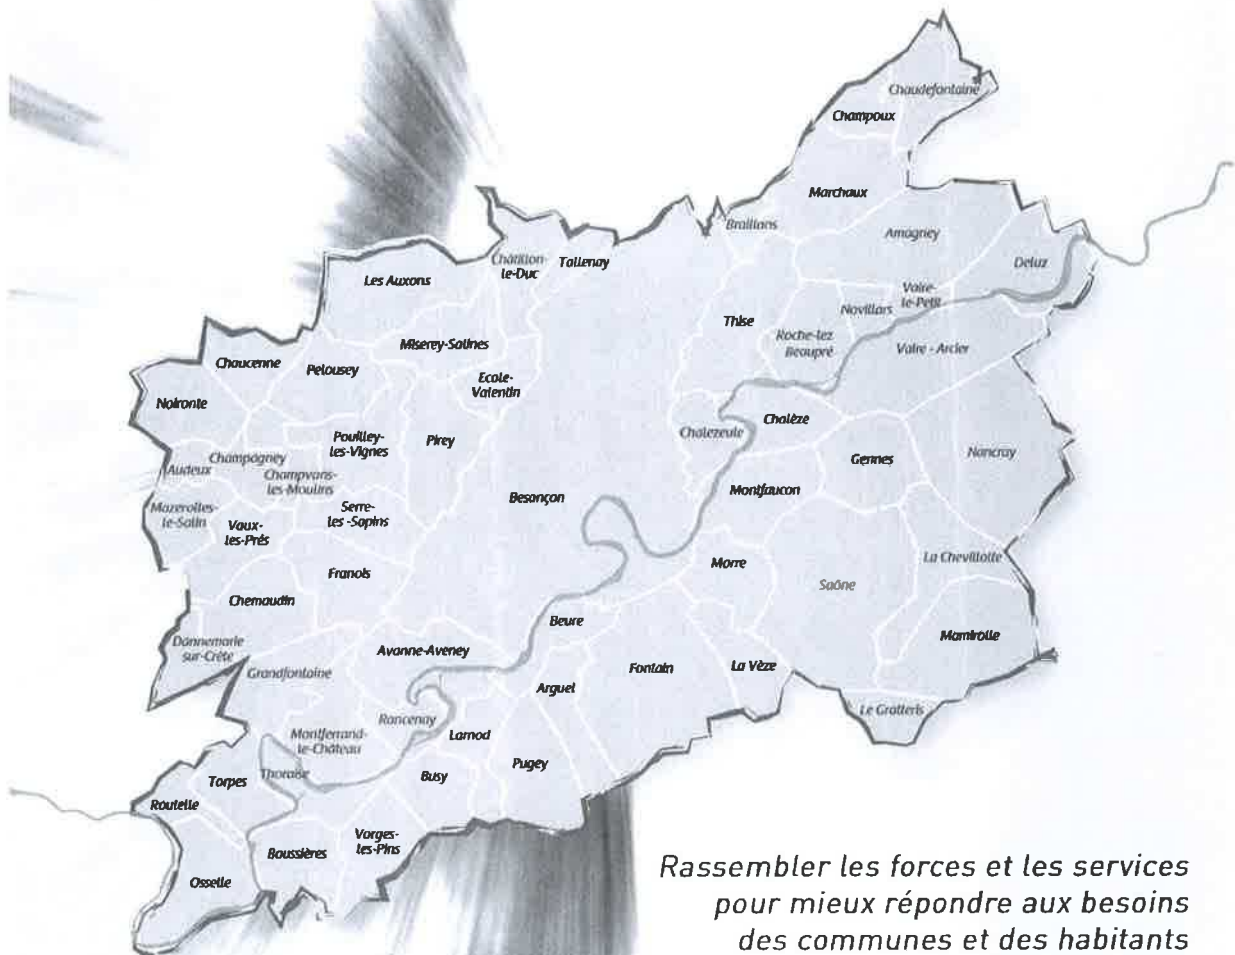 Chaudefontaine
Champoux
Marchaux
Braillans
Amagney
Châtillon-
le-Duc
Tallenay
Deluz
Les Auxons
Vaire-
le-Petit
Novillars
Thise
Roche-lez
Beaupré
Vaire - Arcier
Miserey-Salines
Chaucenne
Pelousey
Ecole-
Valentin
Noironte
Chalèze
Chalezeule
Pouilley-
les-Vignes
Pirey
Gennes
Nancray
Champagney
Audeux
Champvans-
les-Moulins
Montfaucon
Besançon
Mazerolles-
le-Salin
Serre-
les -Sapins
Vaux-
les-Prés
La Chevillotte
Morre
Franois
Saône
Chemaudin
Beure
Mamirolle
Dannemarie
sur-Crète
Avanne-Aveney
Grandfontaine
Fontain
La Vèze
Arguel
Le Gratteris
Rancenay
Montferrand-
le-Château
Larnod
Pugey
Thoraise
Busy
Torpes
Routelle
Vorges-
les-Pins
Boussières
Osselle
Rassembler les forces et les services
pour mieux répondre aux besoins
des communes et des habitants